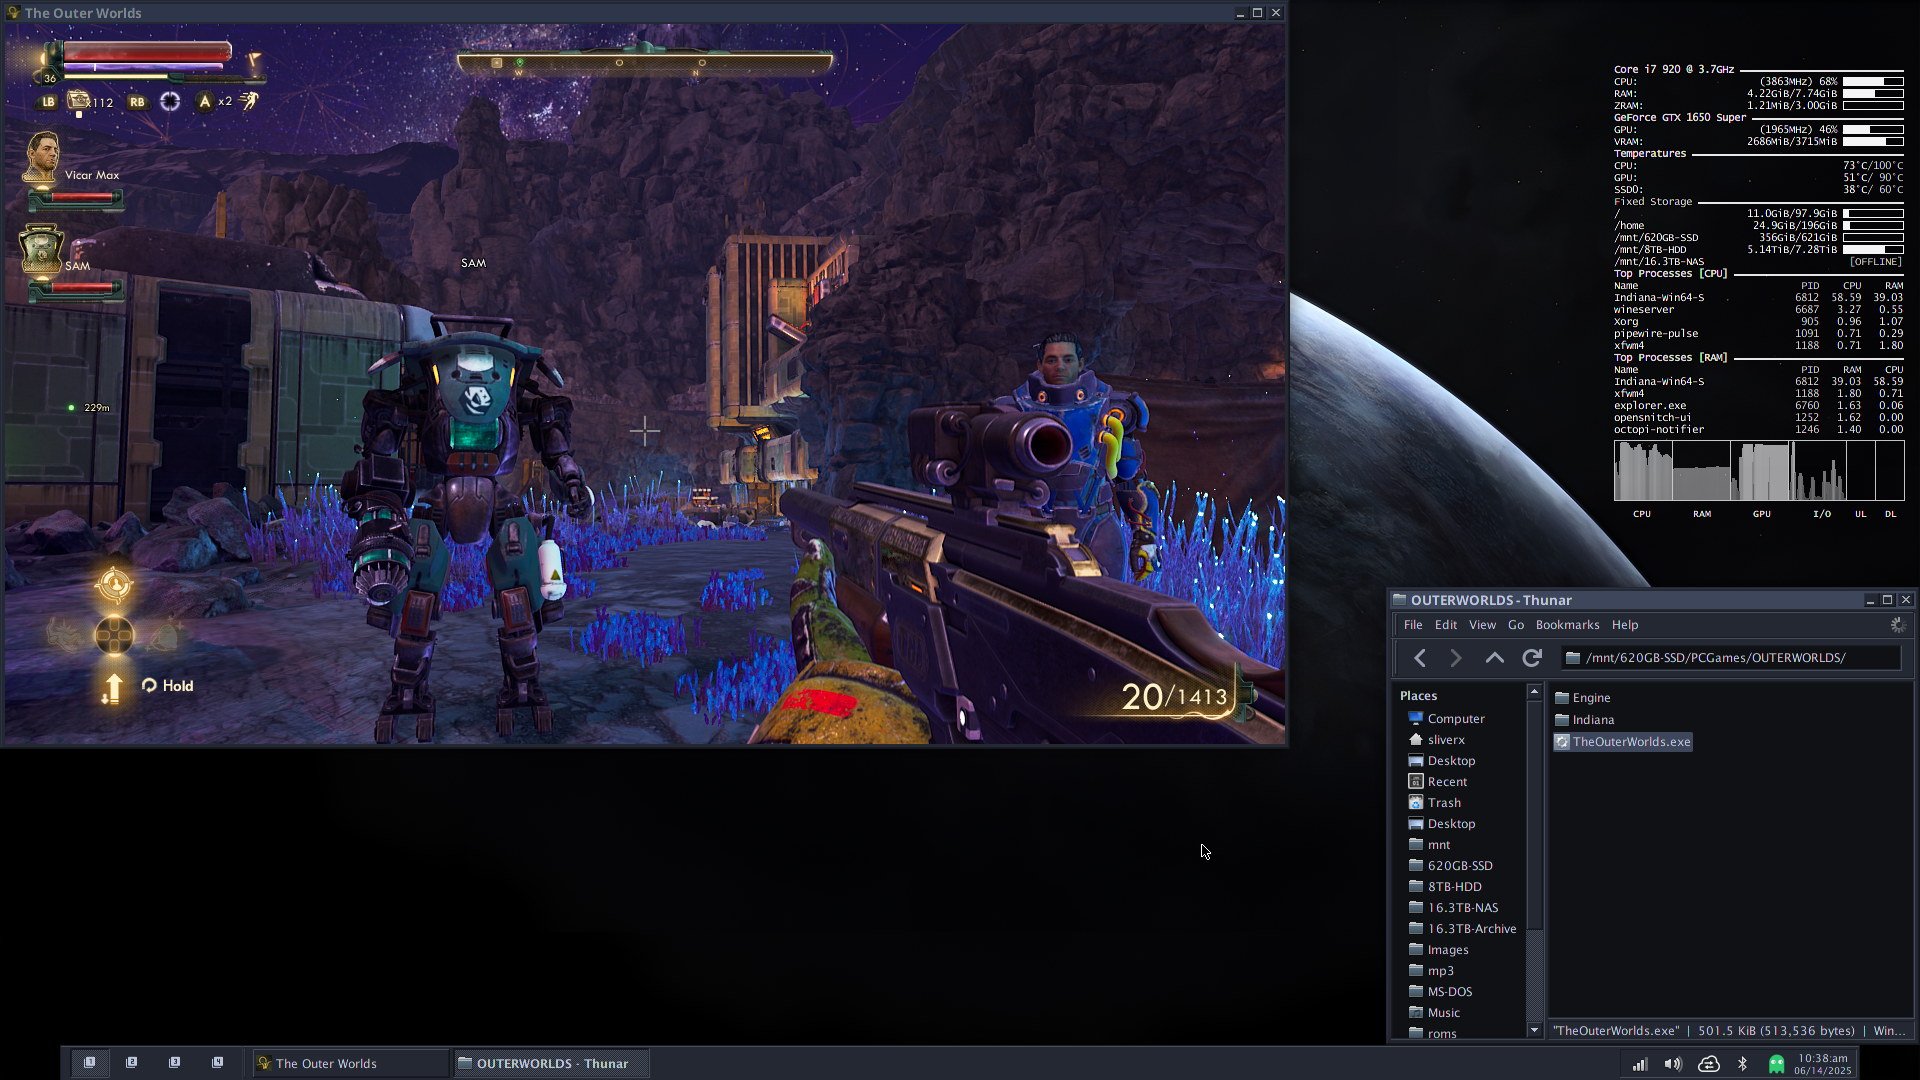 The Outer Worlds
36
LB x112 RB A x2
W N
Vicar Max
SAM
SAM
229m
Hold
20/1413
Core i7 920 @ 3.7GHz
CPU: (3863MHz) 68%
RAM: 4.22GiB/7.74GiB
ZRAM: 1.21MiB/3.00GiB
GeForce GTX 1650 Super
GPU: (1965MHz) 46%
VRAM: 2686MiB/3715MiB
Temperatures
CPU: 73°C/100°C
GPU: 51°C/ 90°C
SSD0: 38°C/ 60°C
Fixed Storage
/ 11.0GiB/97.9GiB
/home 24.9GiB/196GiB
/mnt/620GB-SSD 356GiB/621GiB
/mnt/8TB-HDD 5.14TiB/7.28TiB
/mnt/16.3TB-NAS [OFFLINE]
Top Processes [CPU]
Name PID CPU RAM
Indiana-Win64-S 6812 58.59 39.03
wineserver 6687 3.27 0.55
Xorg 905 0.96 1.07
pipewire-pulse 1091 0.71 0.29
xfwm4 1188 0.71 1.80
Top Processes [RAM]
Name PID RAM CPU
Indiana-Win64-S 6812 39.03 58.59
xfwm4 1188 1.80 0.71
explorer.exe 6760 1.63 0.06
opensnitch-ui 1252 1.62 0.00
octopi-notifier 1246 1.40 0.00
CPU RAM GPU I/O UL DL
OUTERWORLDS - Thunar
File Edit View Go Bookmarks Help
/mnt/620GB-SSD/PCGames/OUTERWORLDS/
Places
Computer
sliverx
Desktop
Recent
Trash
Desktop
mnt
620GB-SSD
8TB-HDD
16.3TB-NAS
16.3TB-Archive
Images
mp3
MS-DOS
Music
roms
Engine
Indiana
TheOuterWorlds.exe
"TheOuterWorlds.exe" | 501.5 KiB (513,536 bytes) | Win...
1 2 3 4
The Outer Worlds
OUTERWORLDS - Thunar
10:38:am
06/14/2025